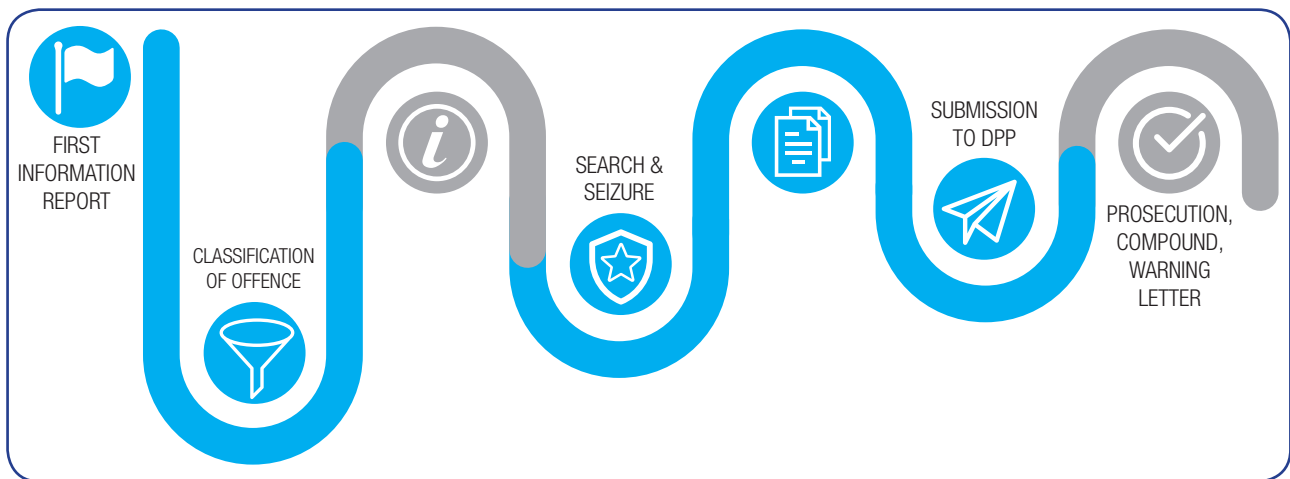 FIRST
INFORMATION
REPORT
CLASSIFICATION
OF OFFENCE
i
SEARCH &
SEIZURE
SUBMISSION
TO DPP
PROSECUTION,
COMPOUND,
WARNING
LETTER